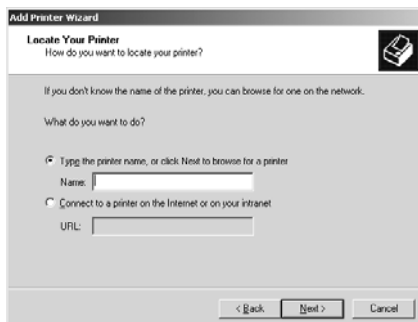 Add Printer Wizard
Locate Your Printer
How do you want to locate your printer?
If you don't know the name of the printer, you can browse for one on the network.
What do you want to do?
Type the printer name, or click Next to browse for a printer
Name:
Connect to a printer on the Internet or on your intranet
URL:
< Back Next > Cancel